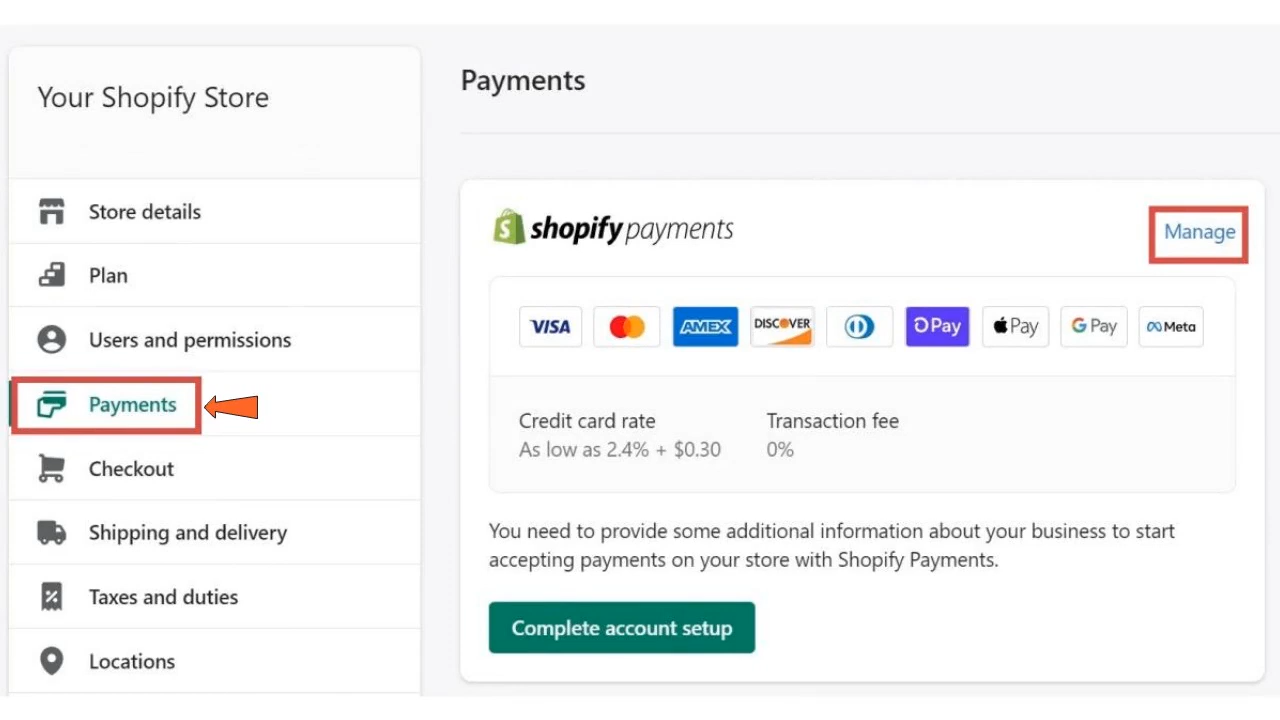 Your Shopify Store
Store details
Plan
Users and permissions
Payments
Checkout
Shipping and delivery
Taxes and duties
Locations
Payments
shopify payments
Manage
VISA AMEX DISCOVER Pay Pay G Pay Meta
Credit card rate Transaction fee
As low as 2.4% + $0.30 0%
You need to provide some additional information about your business to start
accepting payments on your store with Shopify Payments.
Complete account setup